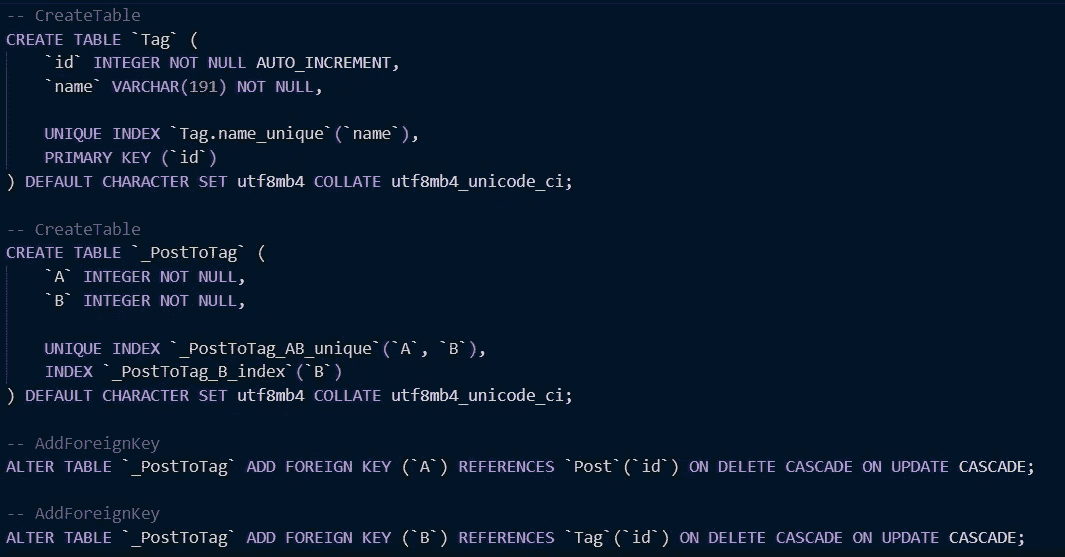 -- CreateTable
CREATE TABLE `Tag` (
    `id` INTEGER NOT NULL AUTO_INCREMENT,
    `name` VARCHAR(191) NOT NULL,

    UNIQUE INDEX `Tag.name_unique`(`name`),
    PRIMARY KEY (`id`)
) DEFAULT CHARACTER SET utf8mb4 COLLATE utf8mb4_unicode_ci;

-- CreateTable
CREATE TABLE `_PostToTag` (
    `A` INTEGER NOT NULL,
    `B` INTEGER NOT NULL,

    UNIQUE INDEX `_PostToTag_AB_unique`(`A`, `B`),
    INDEX `_PostToTag_B_index`(`B`)
) DEFAULT CHARACTER SET utf8mb4 COLLATE utf8mb4_unicode_ci;

-- AddForeignKey
ALTER TABLE `_PostToTag` ADD FOREIGN KEY (`A`) REFERENCES `Post`(`id`) ON DELETE CASCADE ON UPDATE CASCADE;

-- AddForeignKey
ALTER TABLE `_PostToTag` ADD FOREIGN KEY (`B`) REFERENCES `Tag`(`id`) ON DELETE CASCADE ON UPDATE CASCADE;